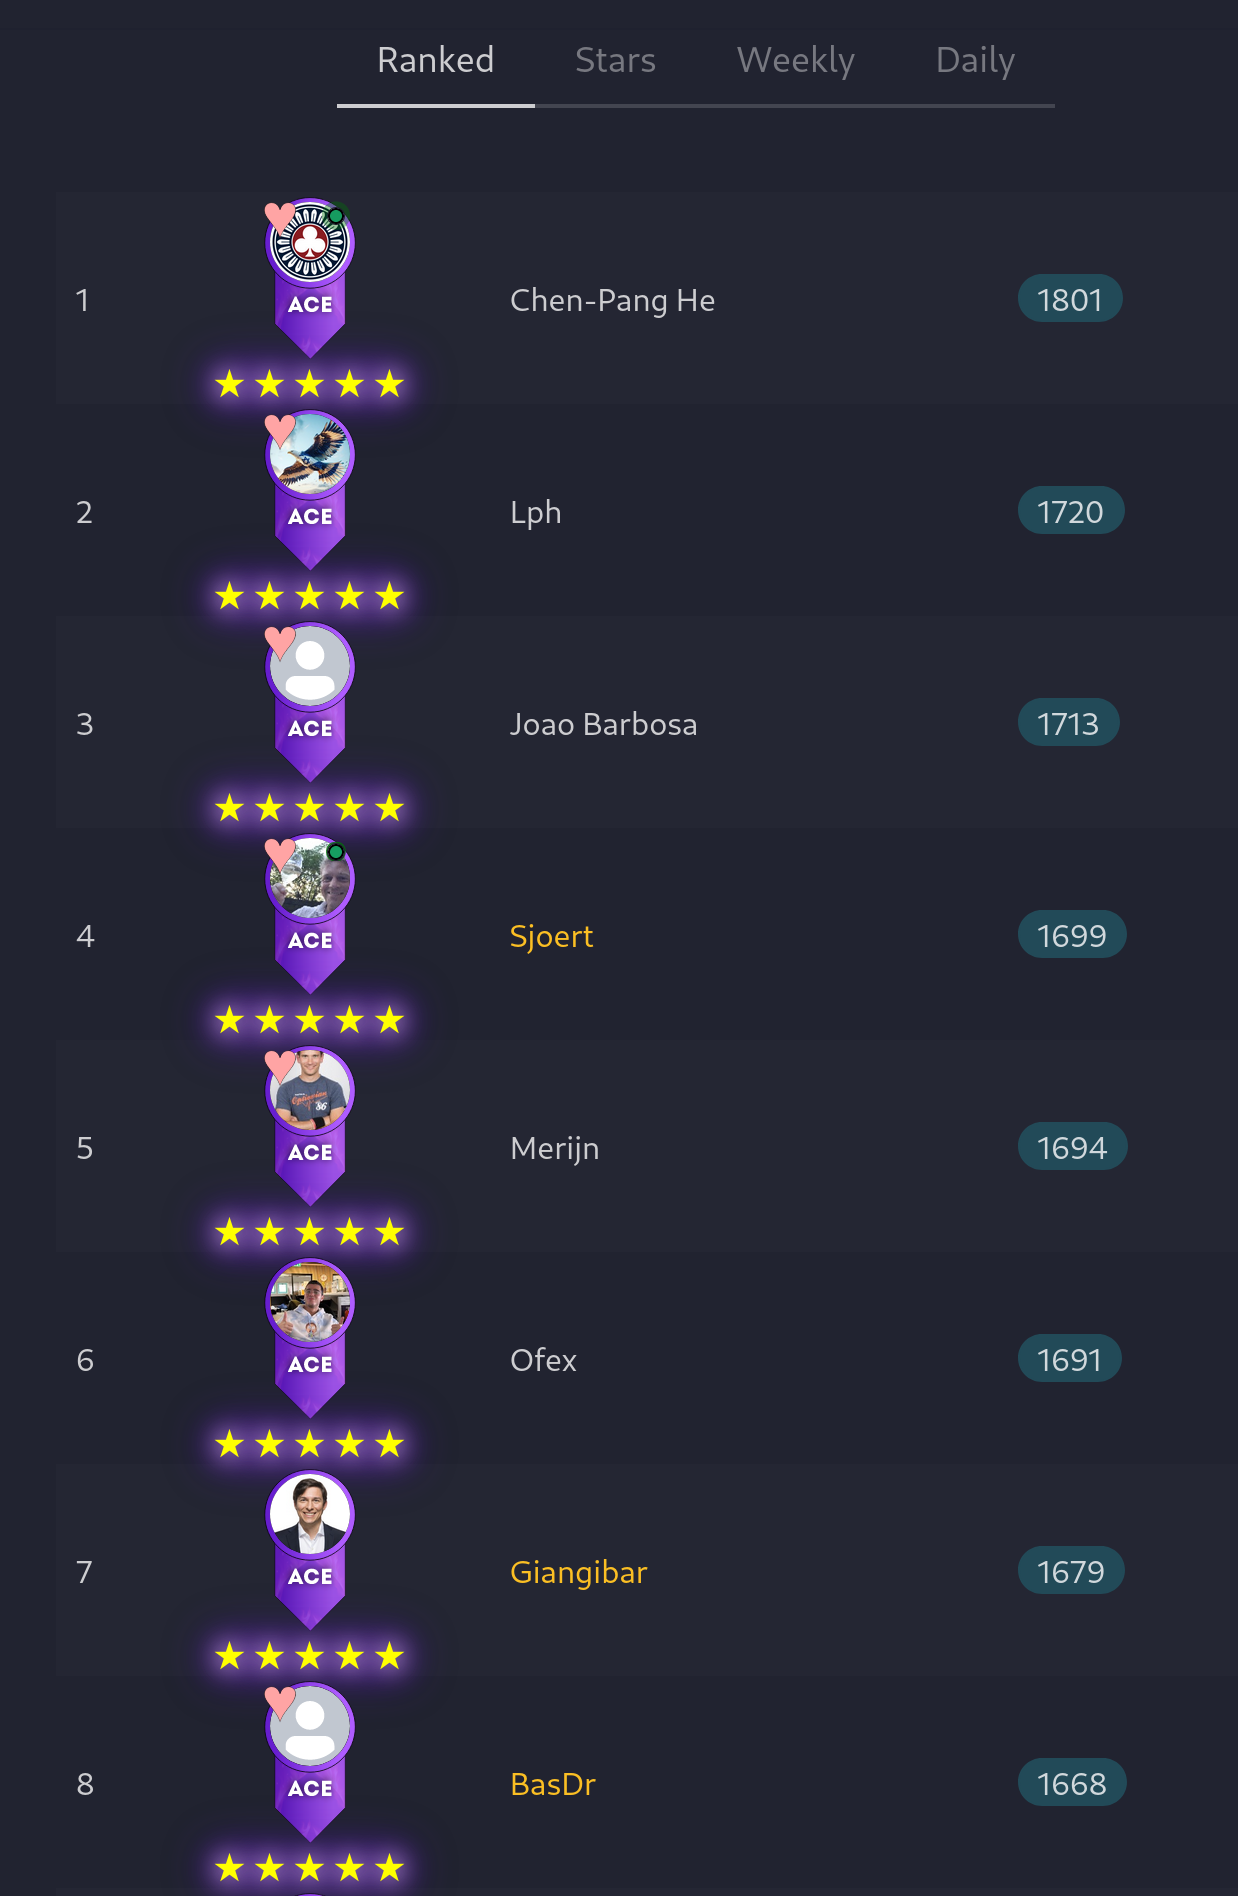 Ranked Stars Weekly Daily
1 ACE Chen-Pang He 1801
2 ACE Lph 1720
3 ACE Joao Barbosa 1713
4 ACE Sjoert 1699
5 ACE Merijn 1694
6 ACE Ofex 1691
7 ACE Giangibar 1679
8 ACE BasDr 1668